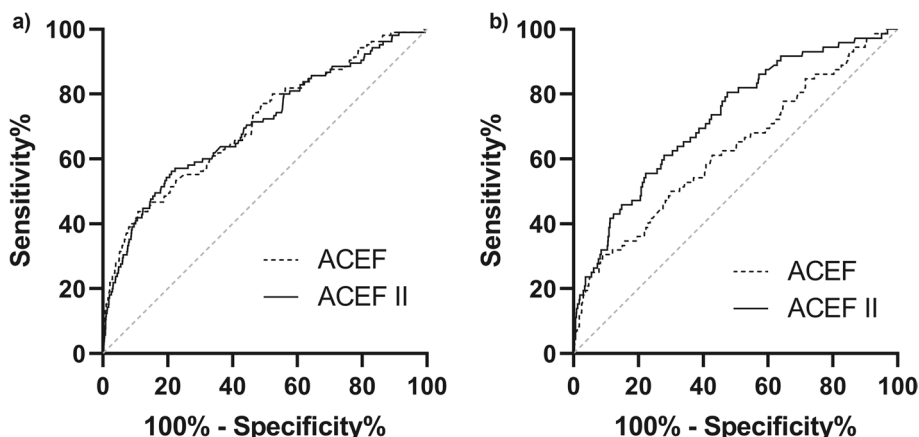 a)
100
80
60
40
20
0
Sensitivity%
ACEF
ACEF II
0 20 40 60 80 100
100% - Specificity%
b)
100
80
60
40
20
0
Sensitivity%
ACEF
ACEF II
0 20 40 60 80 100
100% - Specificity%